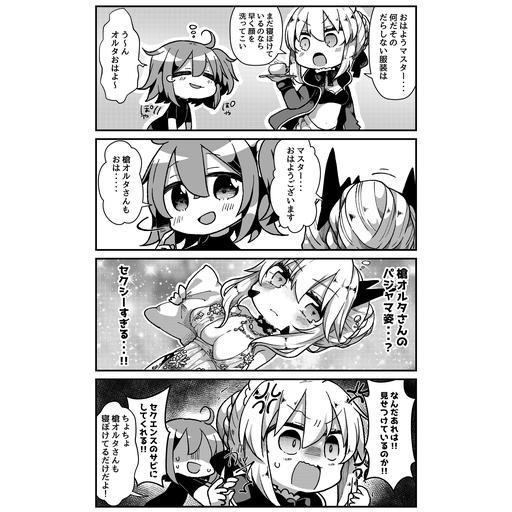 おはようマスター・・・
何だその
だらしない服装は
まだ寝ぼけて
いるのなら
早く顔を
洗ってこい
う〜ん
オルタおはよ〜
ぽや
ぽや
マスター・・・
おはようございます
槍オルタさんも
おは・・・・
槍オルタさんの
パジャマ姿・・・?
セクシーすぎる・・・!!
なんだあれは!!
見せつけているのか!!
セクエンスのサビに
してくれる!!
ちょちょ
槍オルタさんも
寝ぼけてるだけだよ!